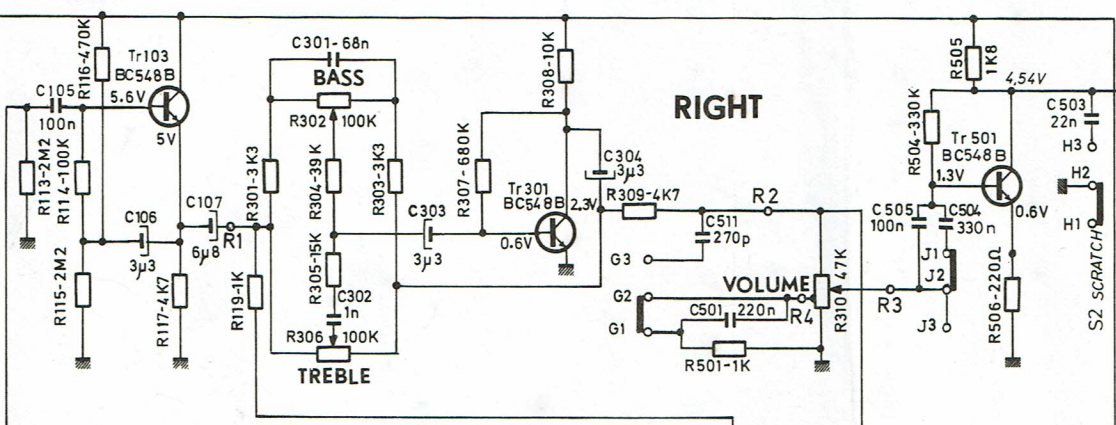 R116-470K
Tr103
BC548B
C105
5.6V
100n
5V
R113-2M2
R114-100K
C106
3µ3
C107
6µ8
R1
R115-2M2
R117-4K7
R119-1K
C301-68n
BASS
R302
100K
R301-3K3
R304-39K
R303-3K3
C303
3µ3
R305-15K
C302
1n
R306
100K
TREBLE
R308-10K
R307-680K
C304
3µ3
Tr301
BC548B
2.3V
0.6V
R309-4K7
RIGHT
C511
270p
R2
G3
VOLUME
G2
G1
C501
220n
R4
R501-1K
R310
47K
R3
R505
1K8
4,54V
R504-330K
Tr501
BC548B
1.3V
0.6V
C505
100n
C504
330n
J1
J2
J3
R506-220Ω
C503
22n
H3
H2
H1
S2 SCRATCH